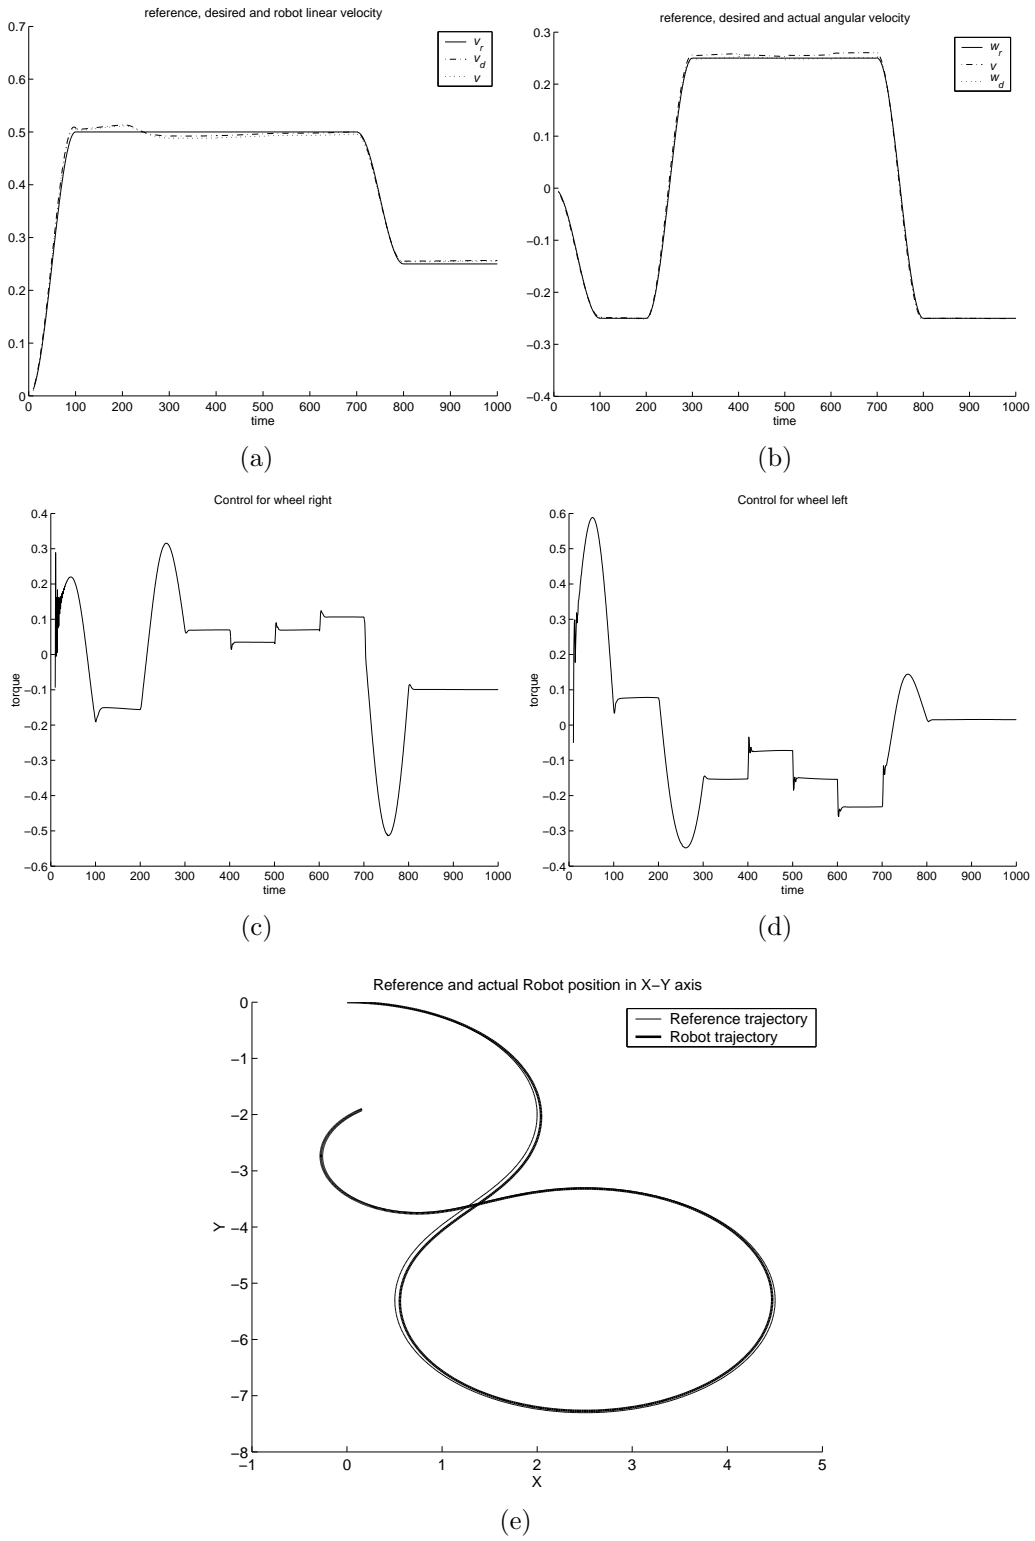 reference, desired and robot linear velocity
0.7
0.6
0.5
0.4
0.3
0.2
0.1
0
v_r
v_d
v
0 100 200 300 400 500 600 700 800 900 1000
time
(a)
reference, desired and actual angular velocity
0.3
0.2
0.1
0
−0.1
−0.2
−0.3
−0.4
w_r
v
w_d
0 100 200 300 400 500 600 700 800 900 1000
time
(b)
Control for wheel right
0.4
0.3
0.2
0.1
0
−0.1
−0.2
−0.3
−0.4
−0.5
−0.6
torque
0 100 200 300 400 500 600 700 800 900 1000
time
(c)
Control for wheel left
0.6
0.5
0.4
0.3
0.2
0.1
0
−0.1
−0.2
−0.3
−0.4
torque
0 100 200 300 400 500 600 700 800 900 1000
time
(d)
Reference and actual Robot position in X−Y axis
0
−1
−2
−3
−4
−5
−6
−7
−8
Y
Reference trajectory
Robot trajectory
−1 0 1 2 3 4 5
X
(e)